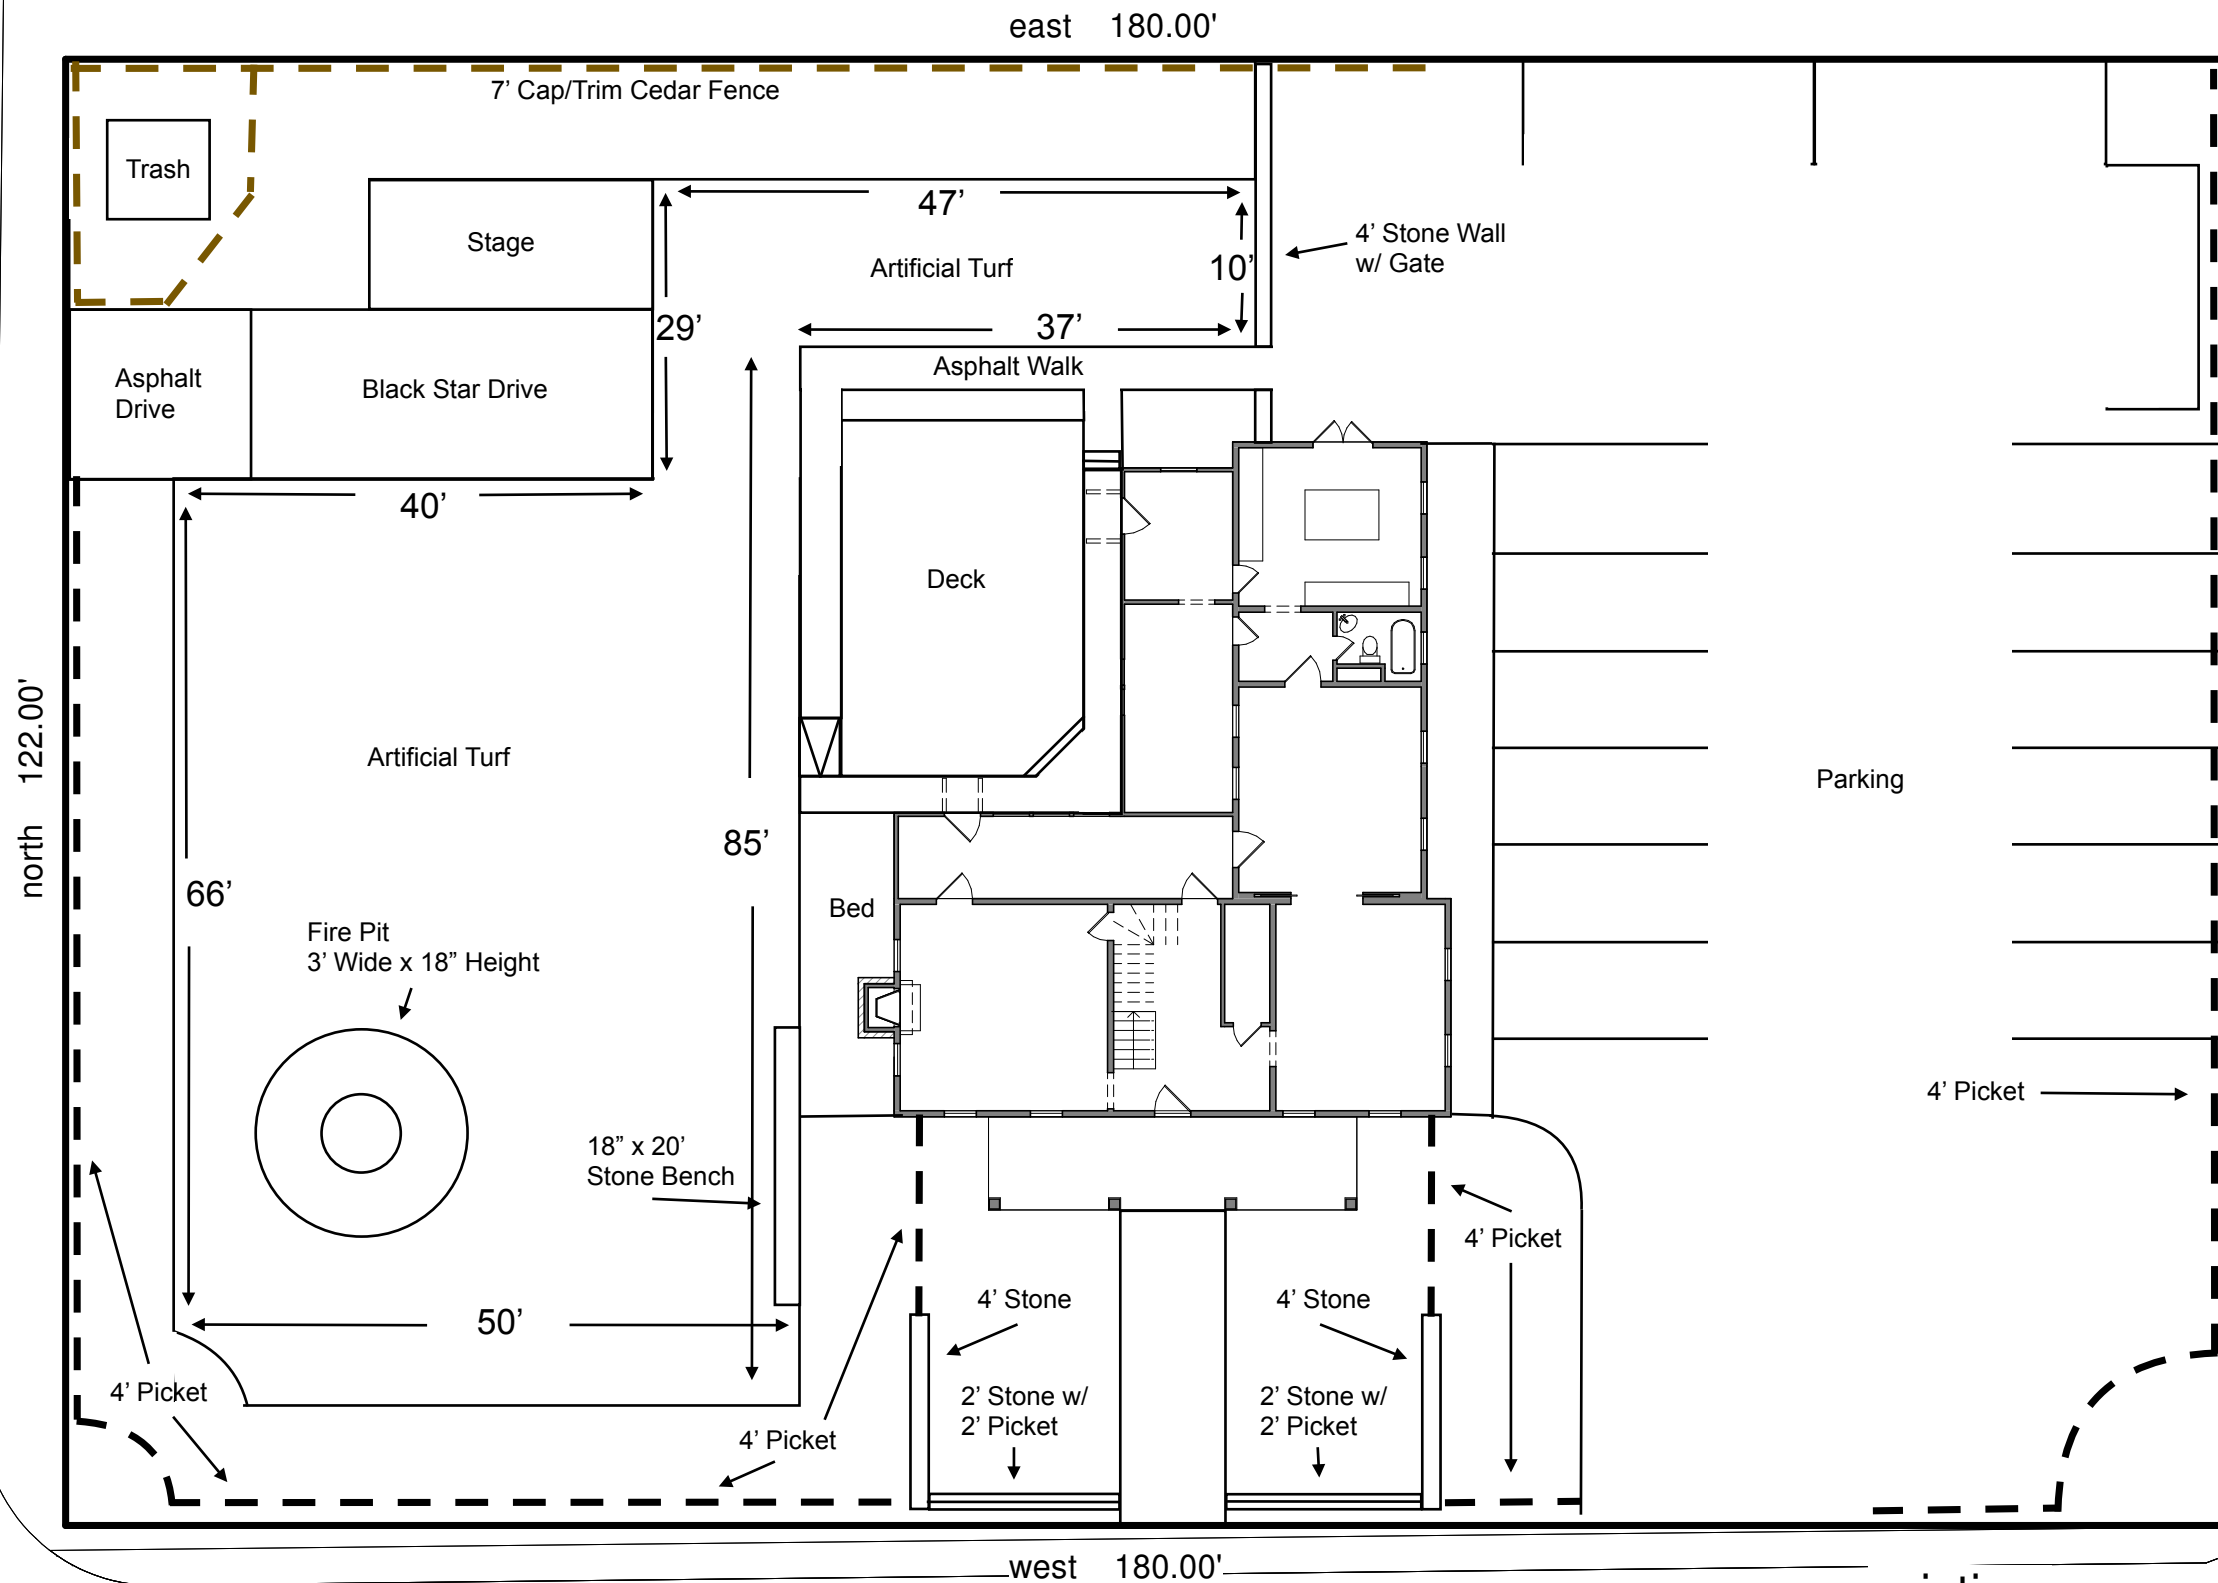 east 180.00'
7’ Cap/Trim Cedar Fence
Trash
Stage
47’
4’ Stone Wall
w/ Gate
Artificial Turf
10’
29’
37’
Asphalt Walk
Asphalt
Drive
Black Star Drive
40’
Deck
Artificial Turf
Parking
north 122.00'
85’
66’
Bed
Fire Pit
3’ Wide x 18” Height
4’ Picket
18” x 20’
Stone Bench
4’ Picket
4’ Stone
4’ Stone
50’
4’ Picket
2’ Stone w/
2’ Picket
2’ Stone w/
2’ Picket
4’ Picket
west 180.00'